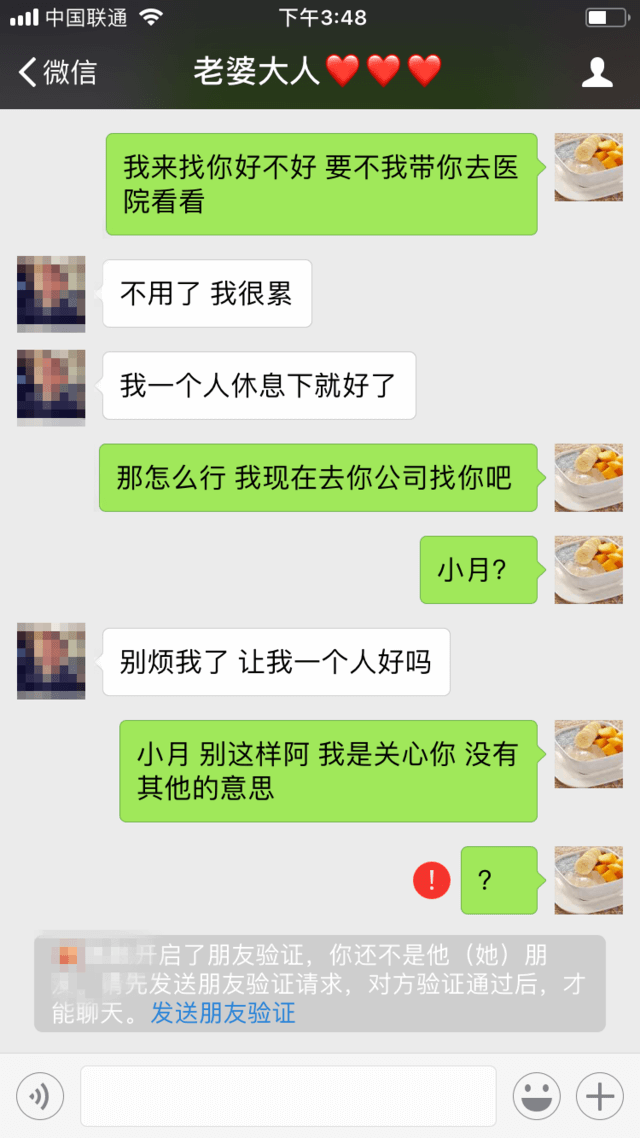 中国联通
下午3:48
微信
老婆大人❤❤❤
我来找你好不好 要不我带你去医
院看看
不用了 我很累
我一个人休息下就好了
那怎么行 我现在去你公司找你吧
小月?
别烦我了 让我一个人好吗
小月 别这样阿 我是关心你 没有
其他的意思
!
?
开启了朋友验证，你还不是他（她）朋
先发送朋友验证请求，对方验证通过后，才
能聊天。发送朋友验证